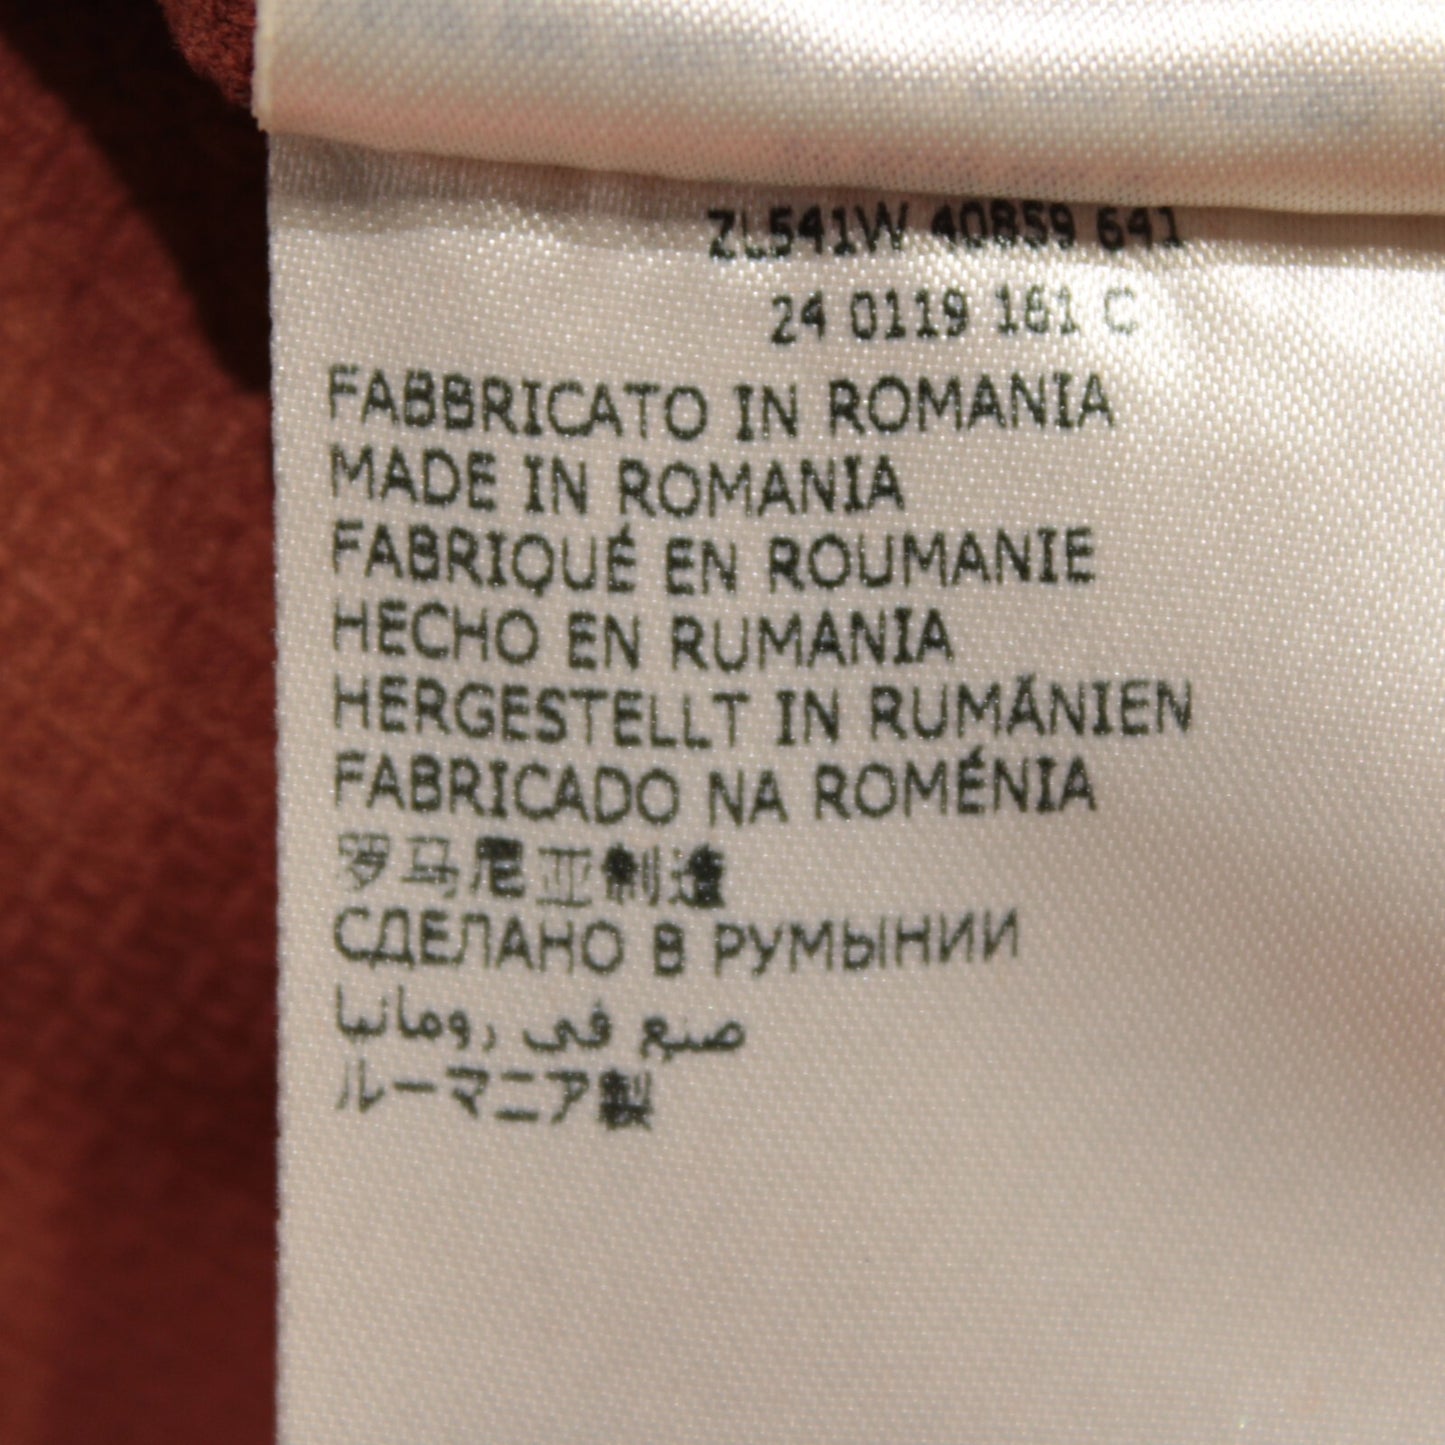 ZL541W 40859 641
24 0119 161 C
FABBRICATO IN ROMANIA
MADE IN ROMANIA
FABRIQUÉ EN ROUMANIE
HECHO EN RUMANIA
HERGESTELLT IN RUMÄNIEN
FABRICADO NA ROMÉNIA
罗马尼亚制造
СДЕЛАНО В РУМЫНИИ
صنع في رومانيا
ルーマニア製